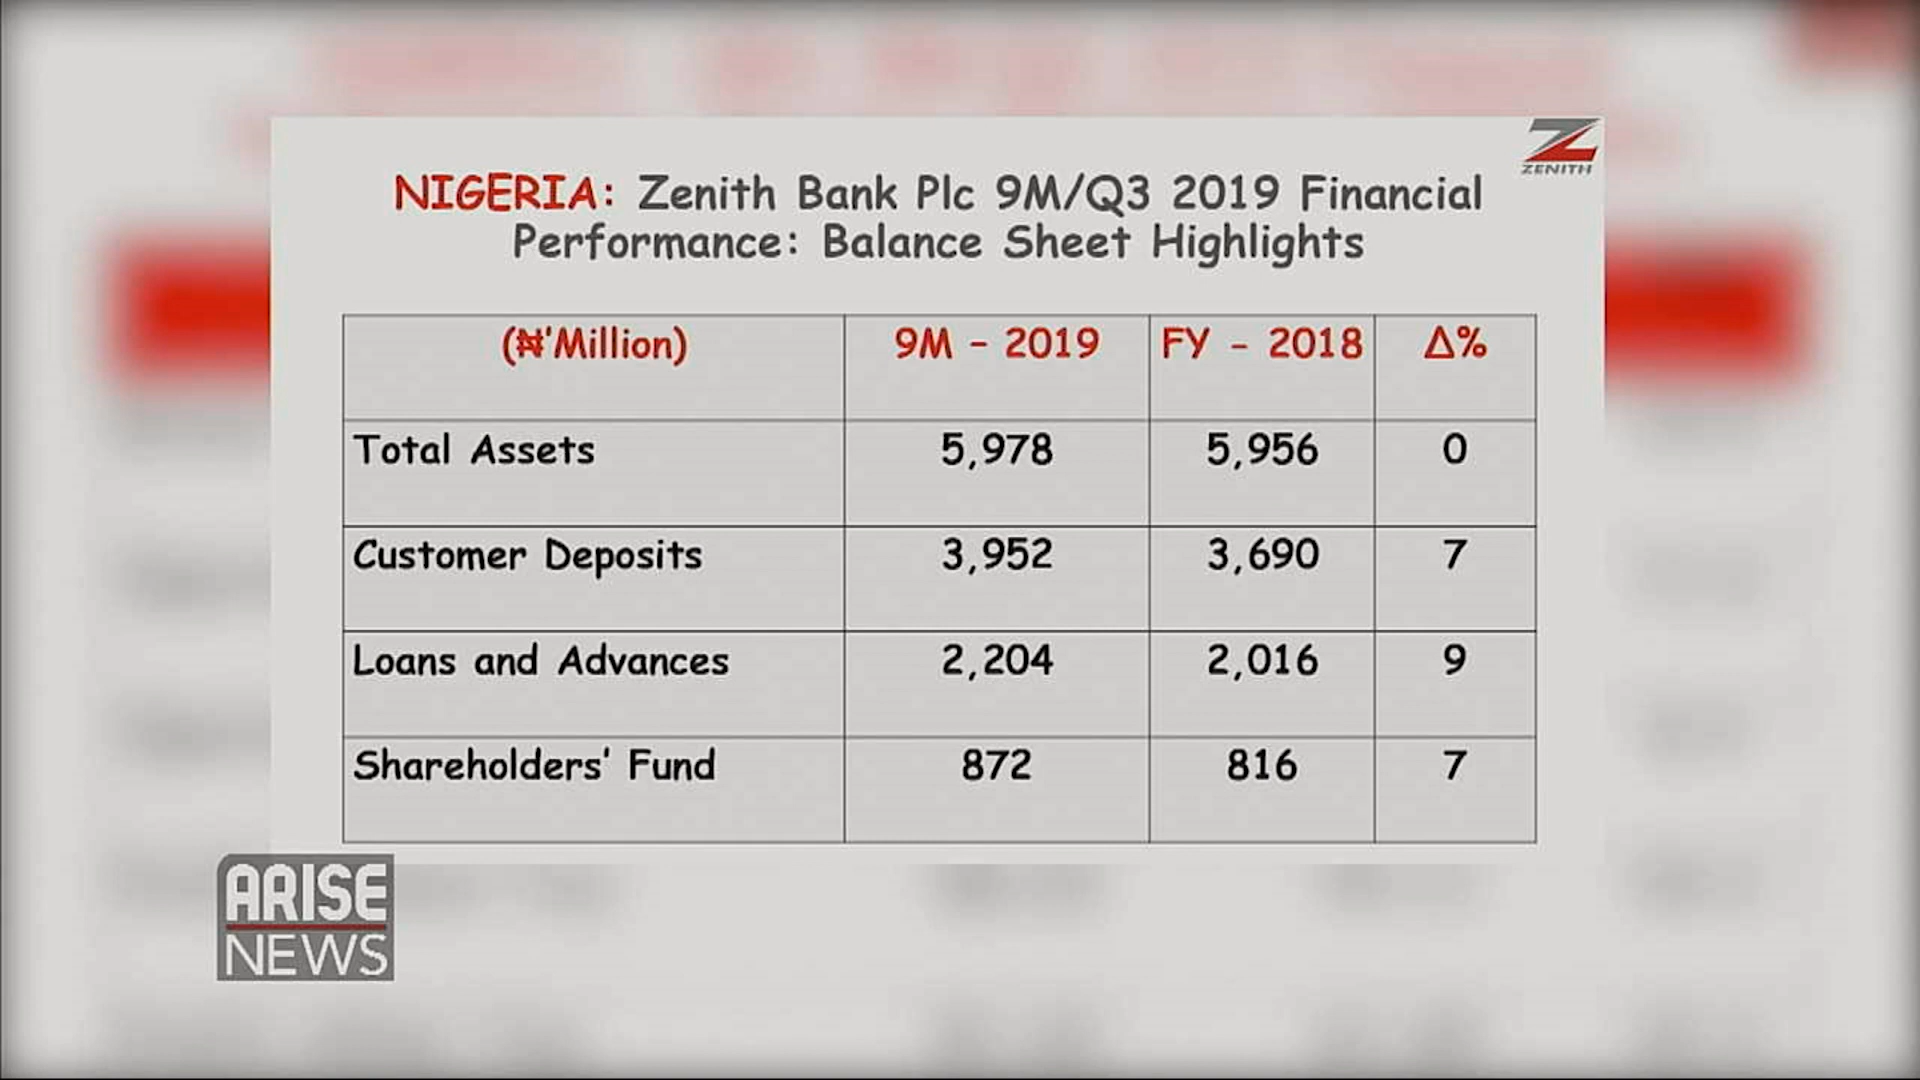 ZENITH
NIGERIA: Zenith Bank Plc 9M/Q3 2019 Financial
Performance: Balance Sheet Highlights
(₦'Million) 9M - 2019 FY - 2018 Δ%
Total Assets 5,978 5,956 0
Customer Deposits 3,952 3,690 7
Loans and Advances 2,204 2,016 9
Shareholders' Fund 872 816 7
ARISE
NEWS